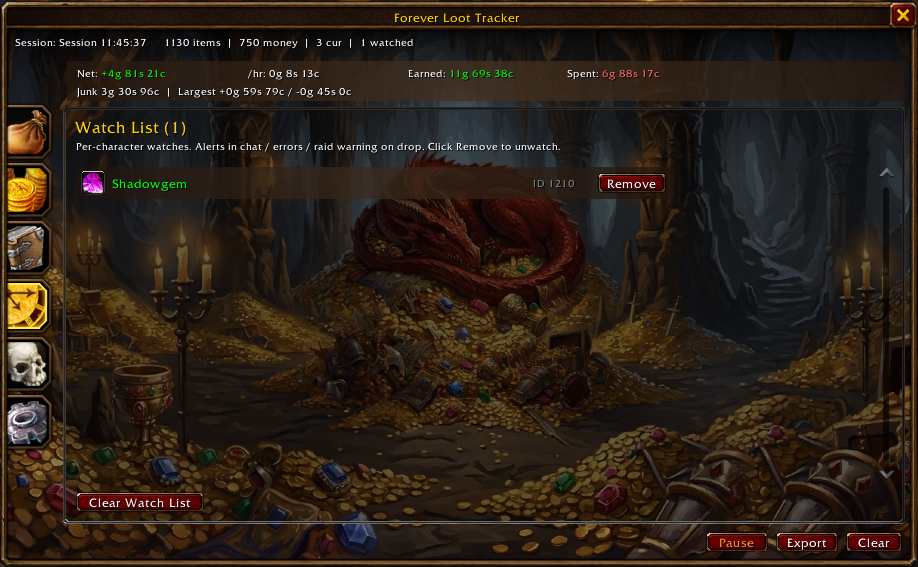 Forever Loot Tracker
Session: Session 11:45:37 1130 items | 750 money | 3 cur | 1 watched
Net: +4g 81s 21c /hr: 0g 8s 13c Earned: 11g 69s 38c Spent: 6g 88s 17c
Junk 3g 30s 96c | Largest +0g 59s 79c / -0g 45s 0c
Watch List (1)
Per-character watches. Alerts in chat / errors / raid warning on drop. Click Remove to unwatch.
Shadowgem ID 1210 Remove
Clear Watch List
Pause Export Clear